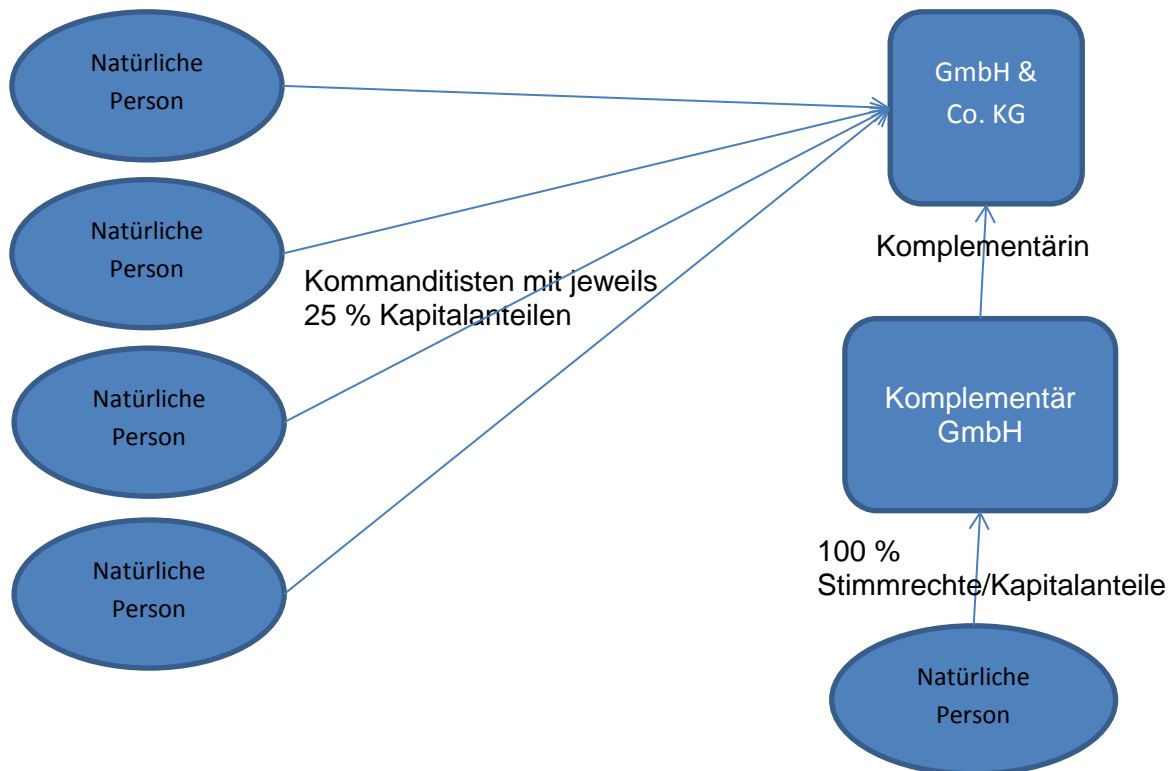 Natürliche
Person
GmbH &
Co. KG
Natürliche
Person
Komplementärin
Kommanditisten mit jeweils
25 % Kapitalanteilen
Natürliche
Person
Komplementär
GmbH
Natürliche
Person
100 %
Stimmrechte/Kapitalanteile
Natürliche
Person